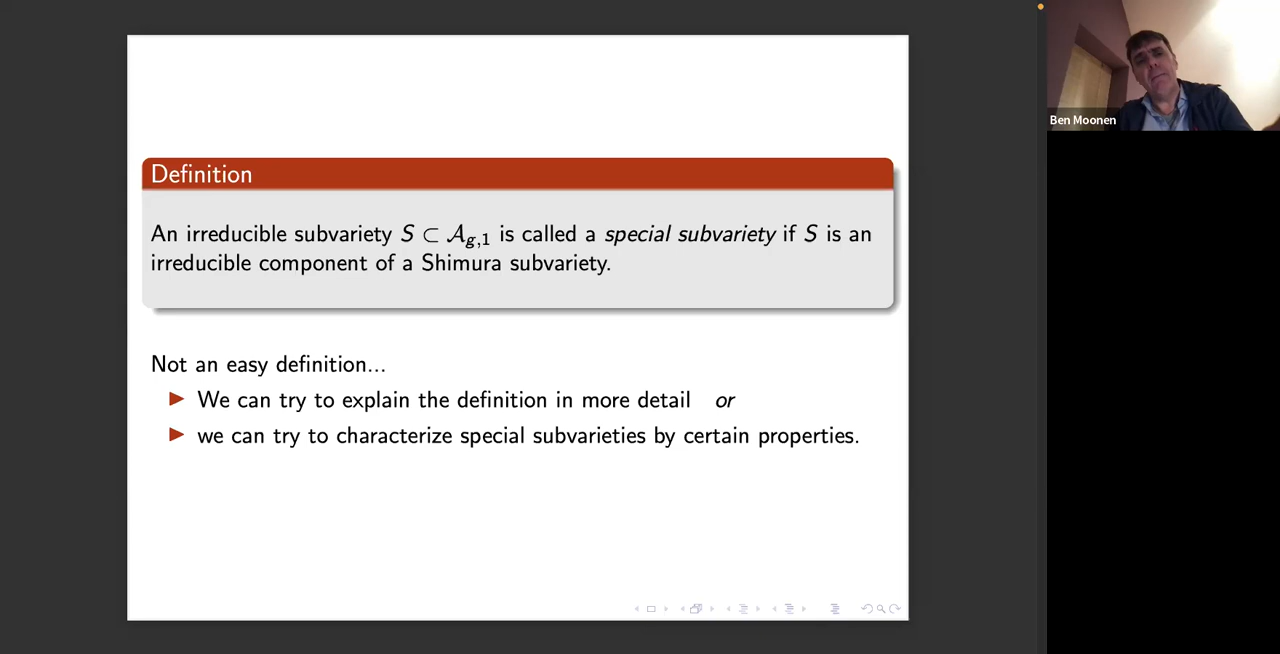 Definition
An irreducible subvariety S ⊂ 𝒜g,1 is called a special subvariety if S is an
irreducible component of a Shimura subvariety.
Not an easy definition...
▶ We can try to explain the definition in more detail or
▶ we can try to characterize special subvarieties by certain properties.
Ben Moonen